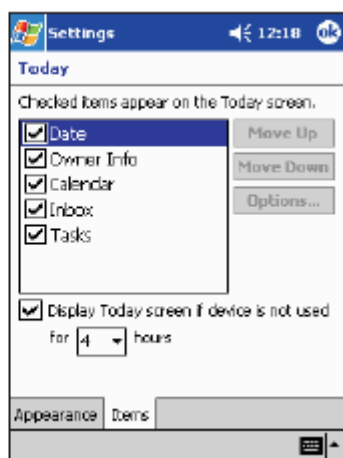 Settings 12:18 ok
Today
Checked items appear on the Today screen.
Date
Move Up
Owner Info
Move Down
Calendar
Options...
Inbox
Tasks
Display Today screen if device is not used
for 4 hours
Appearance Items